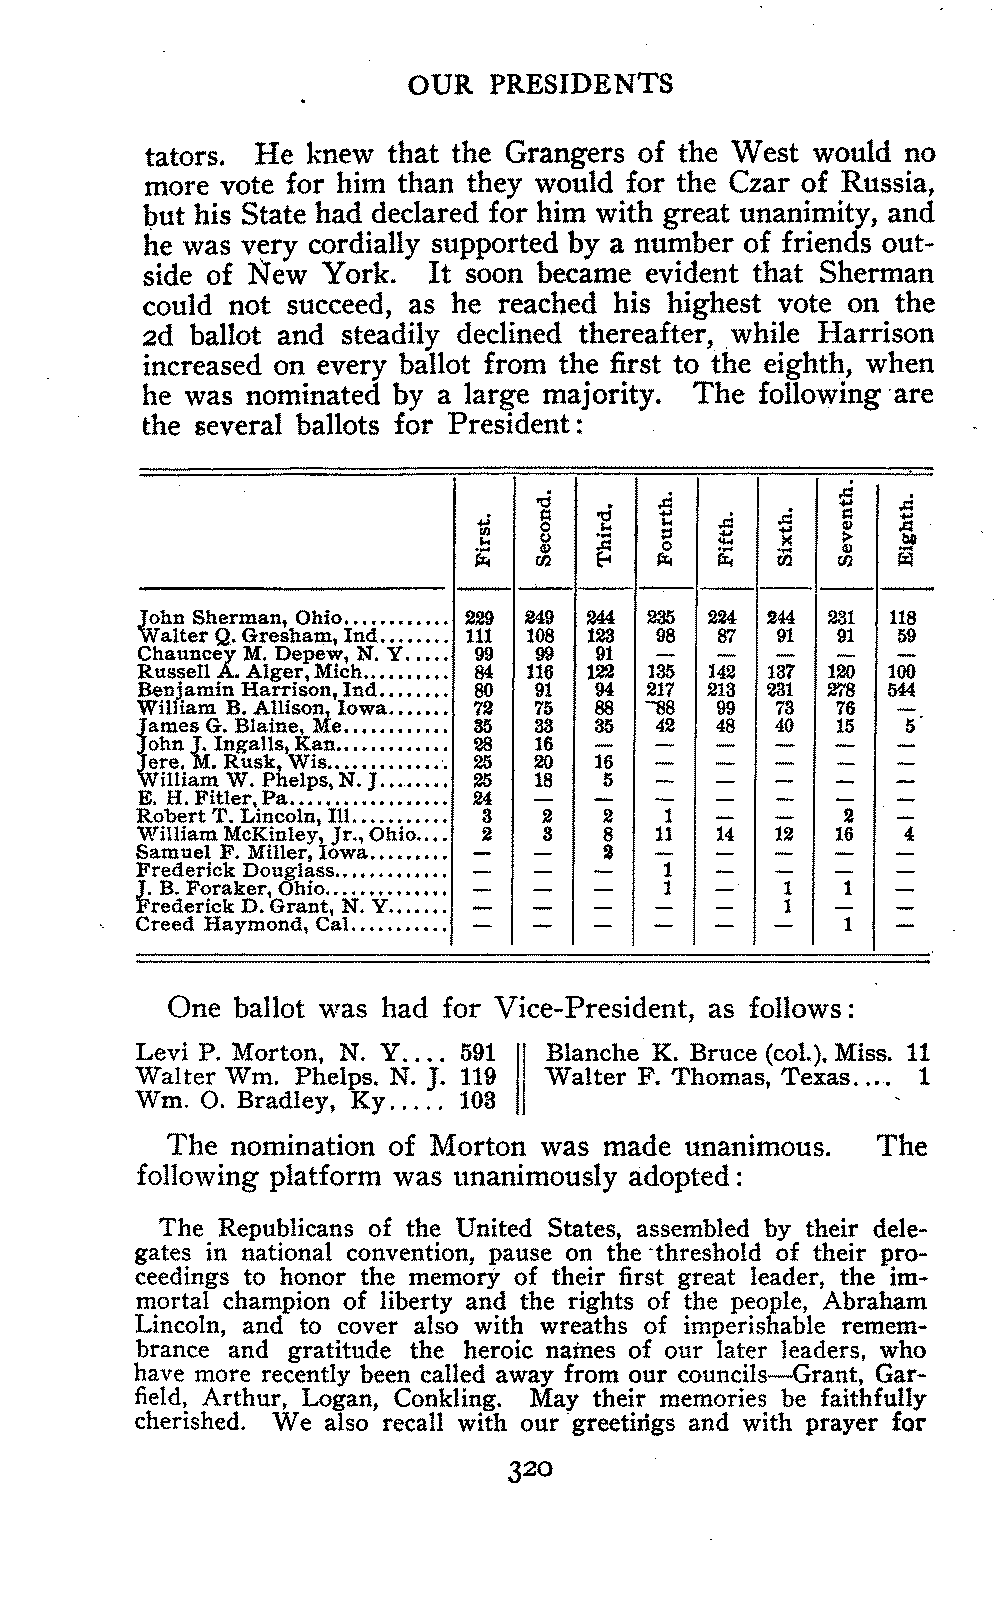 OUR PRESIDENTS
tators. He knew that the Grangers of the West would no
more vote for him than they would for the Czar of Russia,
but his State had declared for him with great unanimity, and
he was very cordially supported by a number of friends out-
side of New York. It soon became evident that Sherman
could not succeed, as he reached his highest vote on the
2d ballot and steadily declined thereafter, while Harrison
increased on every ballot from the first to the eighth, when
he was nominated by a large majority. The following are
the several ballots for President:
First. Second. Third. Fourth. Fifth. Sixth. Seventh. Eighth.
John Sherman, Ohio............ 229 249 244 235 224 244 231 118
Walter Q. Gresham, Ind........ 111 108 123 98 87 91 91 59
Chauncey M. Depew, N. Y..... 99 99 91 — — — — —
Russell A. Alger, Mich.......... 84 116 122 135 142 137 120 100
Benjamin Harrison, Ind........ 80 91 94 217 213 231 278 544
William B. Allison, Iowa....... 72 75 88 88 99 73 76 —
James G. Blaine, Me............ 35 33 35 42 48 40 15 5
John J. Ingalls, Kan............. 28 16 — — — — — —
Jere. M. Rusk, Wis.............. 25 20 16 — — — — —
William W. Phelps, N. J........ 25 18 5 — — — — —
E. H. Fitler, Pa.................. 24 — — — — — — —
Robert T. Lincoln, Ill........... 3 2 2 1 — — 2 —
William McKinley, Jr., Ohio.... 2 3 8 11 14 12 16 4
Samuel F. Miller, Iowa......... — — 2 — — — — —
Frederick Douglass............. — — — 1 — — — —
J. B. Foraker, Ohio.............. — — — 1 — 1 1 —
Frederick D. Grant, N. Y....... — — — — — 1 — —
Creed Haymond, Cal........... — — — — — — 1 —
One ballot was had for Vice-President, as follows:
Levi P. Morton, N. Y.... 591 Blanche K. Bruce (col.), Miss. 11
Walter Wm. Phelps, N. J. 119 Walter F. Thomas, Texas.... 1
Wm. O. Bradley, Ky..... 103
The nomination of Morton was made unanimous. The
following platform was unanimously adopted:
The Republicans of the United States, assembled by their dele-
gates in national convention, pause on the threshold of their pro-
ceedings to honor the memory of their first great leader, the im-
mortal champion of liberty and the rights of the people, Abraham
Lincoln, and to cover also with wreaths of imperishable remem-
brance and gratitude the heroic names of our later leaders, who
have more recently been called away from our councils—Grant, Gar-
field, Arthur, Logan, Conkling. May their memories be faithfully
cherished. We also recall with our greetings and with prayer for
320